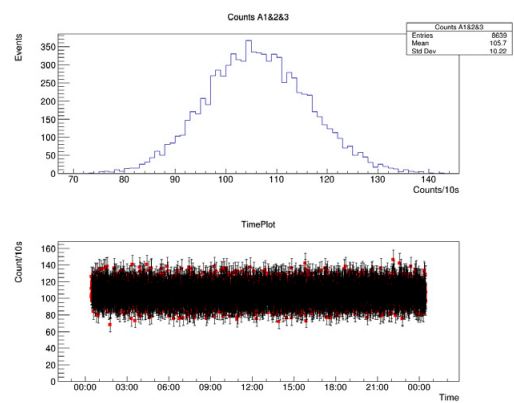 Counts A1&2&3
Counts A1&2&3
Entries 8639
Mean 105.7
Std Dev 10.22
Events
350
300
250
200
150
100
50
0
70 80 90 100 110 120 130 140
Counts/10s
TimePlot
Count/10s
160
140
120
100
80
60
40
20
0
00:00 03:00 06:00 09:00 12:00 15:00 18:00 21:00 00:00
Time